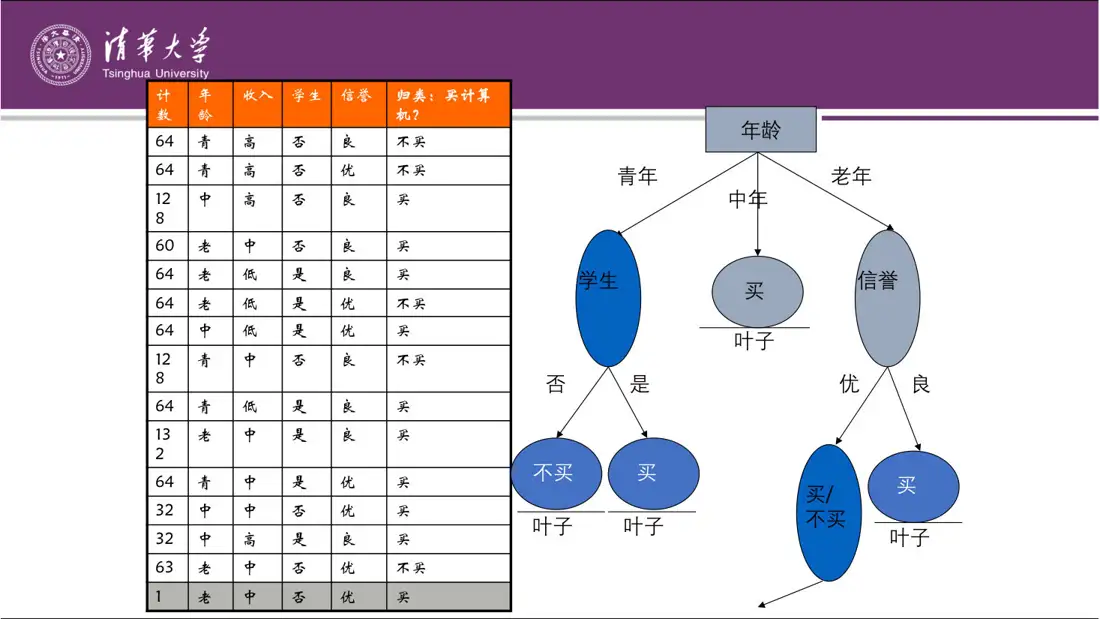 清华大学
Tsinghua University
计数 年龄 收入 学生 信誉 归类：买计算机？
64 青 高 否 良 不买
64 青 高 否 优 不买
128 中 高 否 良 买
60 老 中 否 良 买
64 老 低 是 良 买
64 老 低 是 优 不买
64 中 低 是 优 买
128 青 中 否 良 不买
64 青 低 是 良 买
132 老 中 是 良 买
64 青 中 是 优 买
32 中 中 否 优 买
32 中 高 是 良 买
63 老 中 否 优 不买
1 老 中 否 优 买
年龄
青年 中年 老年
学生 买 信誉
叶子
否 是 优 良
不买 买 买/不买 买
叶子 叶子 叶子